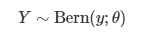 Y ∼ Bern(y; θ)